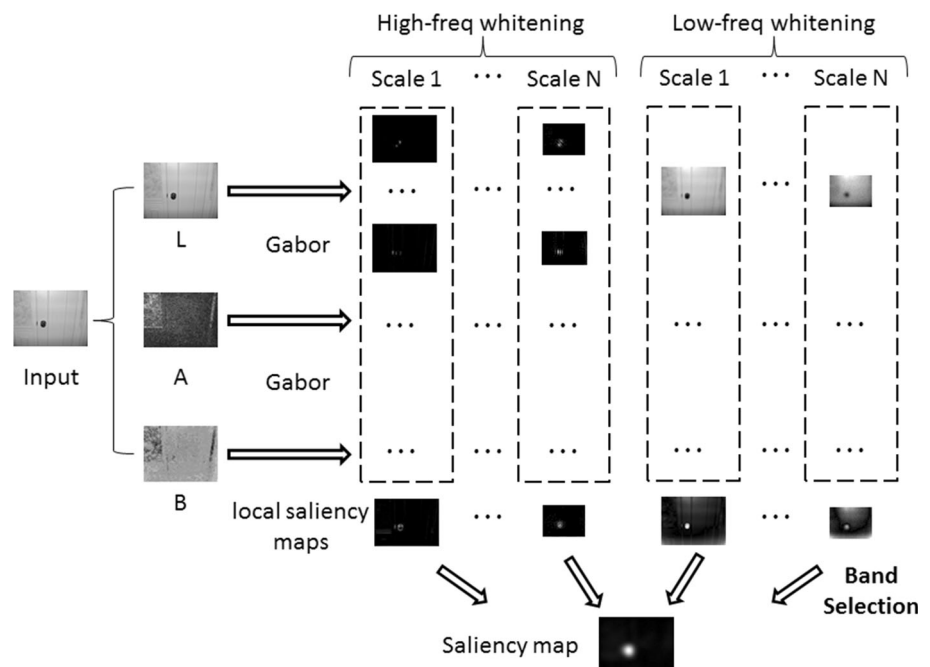 High-freq whitening
Low-freq whitening
Scale 1 ... Scale N
Scale 1 ... Scale N
... ... ...
...
L
Gabor
Input
A
... ... ...
... ... ...
Gabor
B
... ... ...
... ... ...
local saliency
maps
...
...
Band
Selection
Saliency map